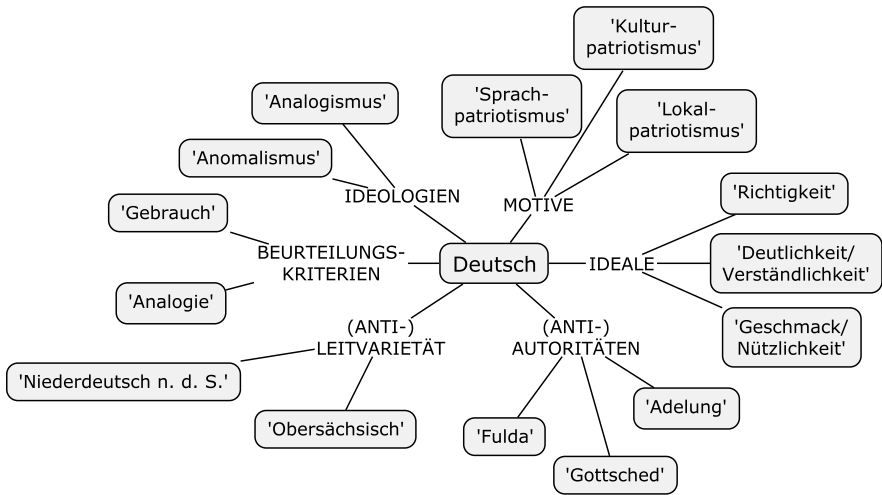 'Kultur-
patriotismus'
'Analogismus'
'Sprach-
patriotismus'
'Lokal-
patriotismus'
'Anomalismus'
IDEOLOGIEN
MOTIVE
'Richtigkeit'
'Gebrauch'
BEURTEILUNGS-
KRITERIEN
Deutsch
IDEALE
'Deutlichkeit/
Verständlichkeit'
'Analogie'
(ANTI-)
LEITVARIETÄT
(ANTI-)
AUTORITÄTEN
'Geschmack/
Nützlichkeit'
'Niederdeutsch n. d. S.'
'Obersächsisch'
'Fulda'
'Adelung'
'Gottsched'